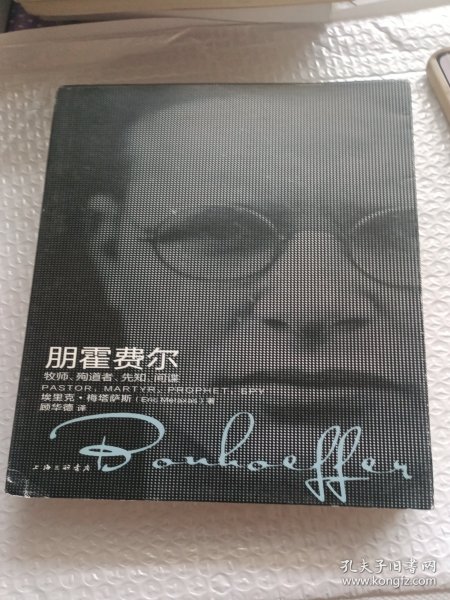 朋霍费尔
牧师、殉道者、先知、间谍
PASTOR, MARTYR, PROPHET, SPY
埃里克·梅塔萨斯（Eric Metaxas）著
顾华德 译
Bonhoeffer
上海三联书店
孔夫子旧书网
www.kongfz.com